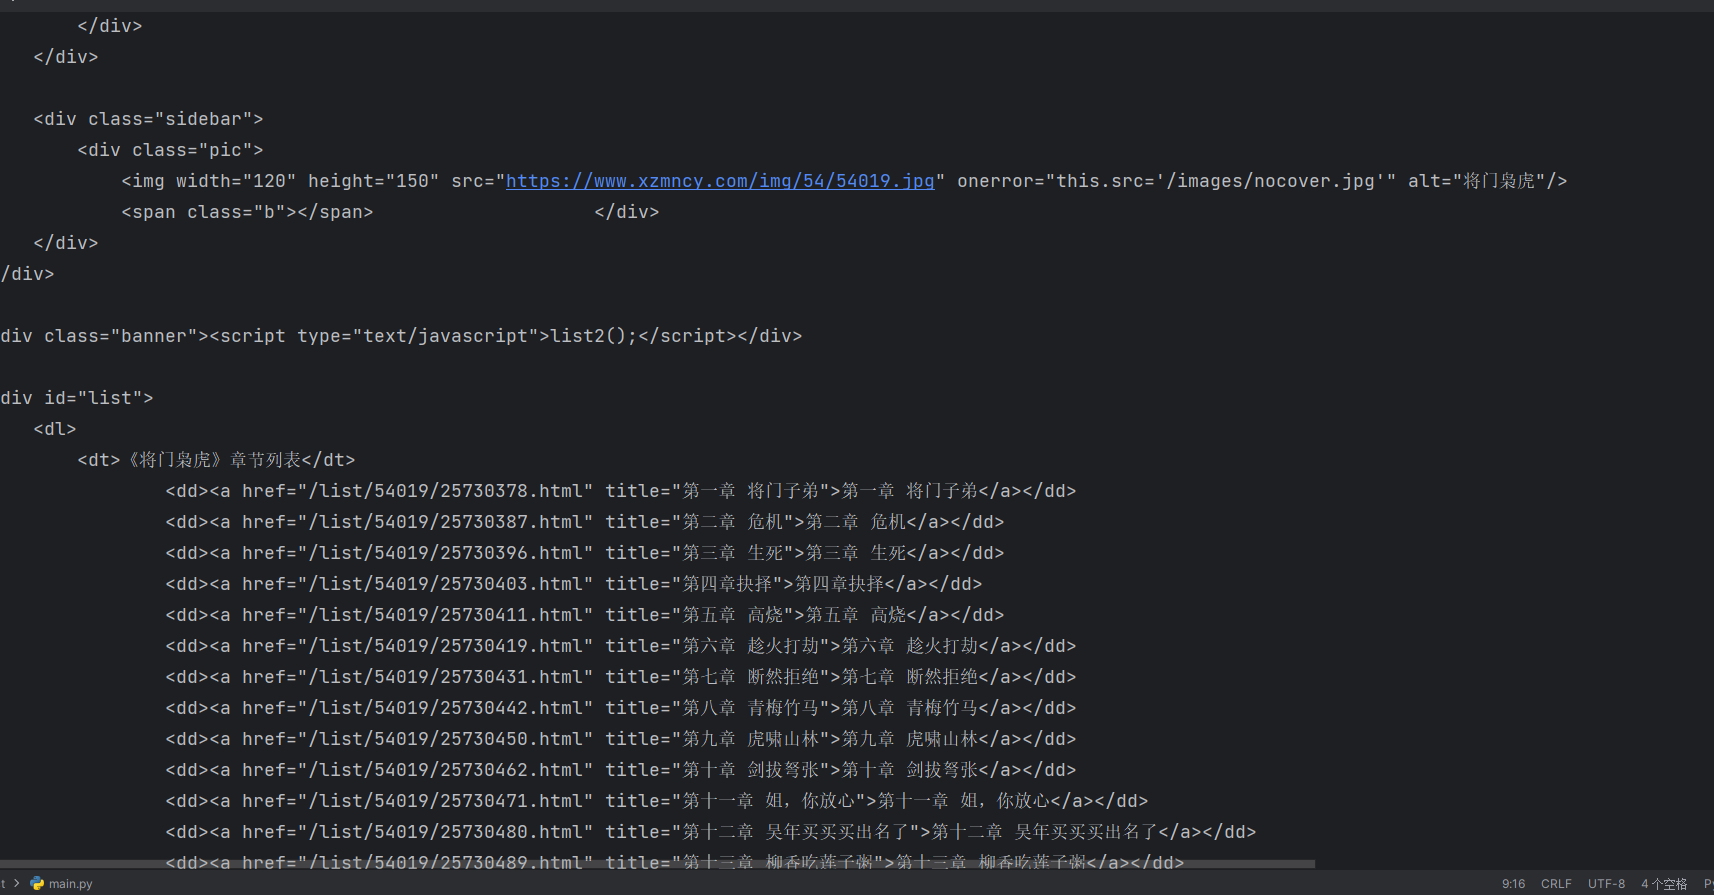 </div>
</div>
<div class="sidebar">
<div class="pic">
<img width="120" height="150" src="https://www.xzmncy.com/img/54/54019.jpg" onerror="this.src='/images/nocover.jpg'" alt="将门枭虎"/>
<span class="b"></span> </div>
</div>
/div>
div class="banner"><script type="text/javascript">list2();</script></div>
div id="list">
<dl>
<dt>《将门枭虎》章节列表</dt>
<dd><a href="/list/54019/25730378.html" title="第一章 将门子弟">第一章 将门子弟</a></dd>
<dd><a href="/list/54019/25730387.html" title="第二章 危机">第二章 危机</a></dd>
<dd><a href="/list/54019/25730396.html" title="第三章 生死">第三章 生死</a></dd>
<dd><a href="/list/54019/25730403.html" title="第四章抉择">第四章抉择</a></dd>
<dd><a href="/list/54019/25730411.html" title="第五章 高烧">第五章 高烧</a></dd>
<dd><a href="/list/54019/25730419.html" title="第六章 趁火打劫">第六章 趁火打劫</a></dd>
<dd><a href="/list/54019/25730431.html" title="第七章 断然拒绝">第七章 断然拒绝</a></dd>
<dd><a href="/list/54019/25730442.html" title="第八章 青梅竹马">第八章 青梅竹马</a></dd>
<dd><a href="/list/54019/25730450.html" title="第九章 虎啸山林">第九章 虎啸山林</a></dd>
<dd><a href="/list/54019/25730462.html" title="第十章 剑拔弩张">第十章 剑拔弩张</a></dd>
<dd><a href="/list/54019/25730471.html" title="第十一章 姐，你放心">第十一章 姐，你放心</a></dd>
<dd><a href="/list/54019/25730480.html" title="第十二章 吴年买买买出名了">第十二章 吴年买买买出名了</a></dd>
<dd><a href="/list/54019/25730489.html" title="第十三章 柳香吃莲子粥">第十三章 柳香吃莲子粥</a></dd>
t > main.py 9:16 CRLF UTF-8 4 个空格 P